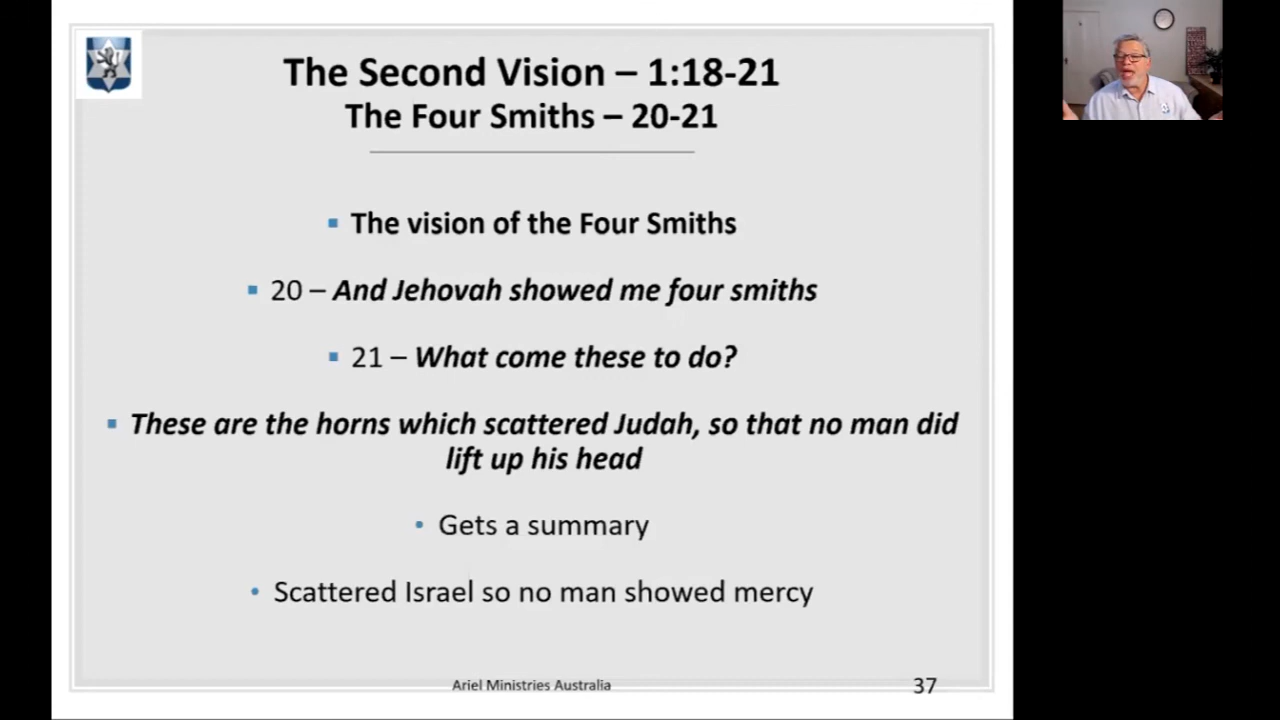 The Second Vision – 1:18-21
The Four Smiths – 20-21
▪ The vision of the Four Smiths
▪ 20 – And Jehovah showed me four smiths
▪ 21 – What come these to do?
▪ These are the horns which scattered Judah, so that no man did
lift up his head
• Gets a summary
• Scattered Israel so no man showed mercy
Ariel Ministries Australia
37